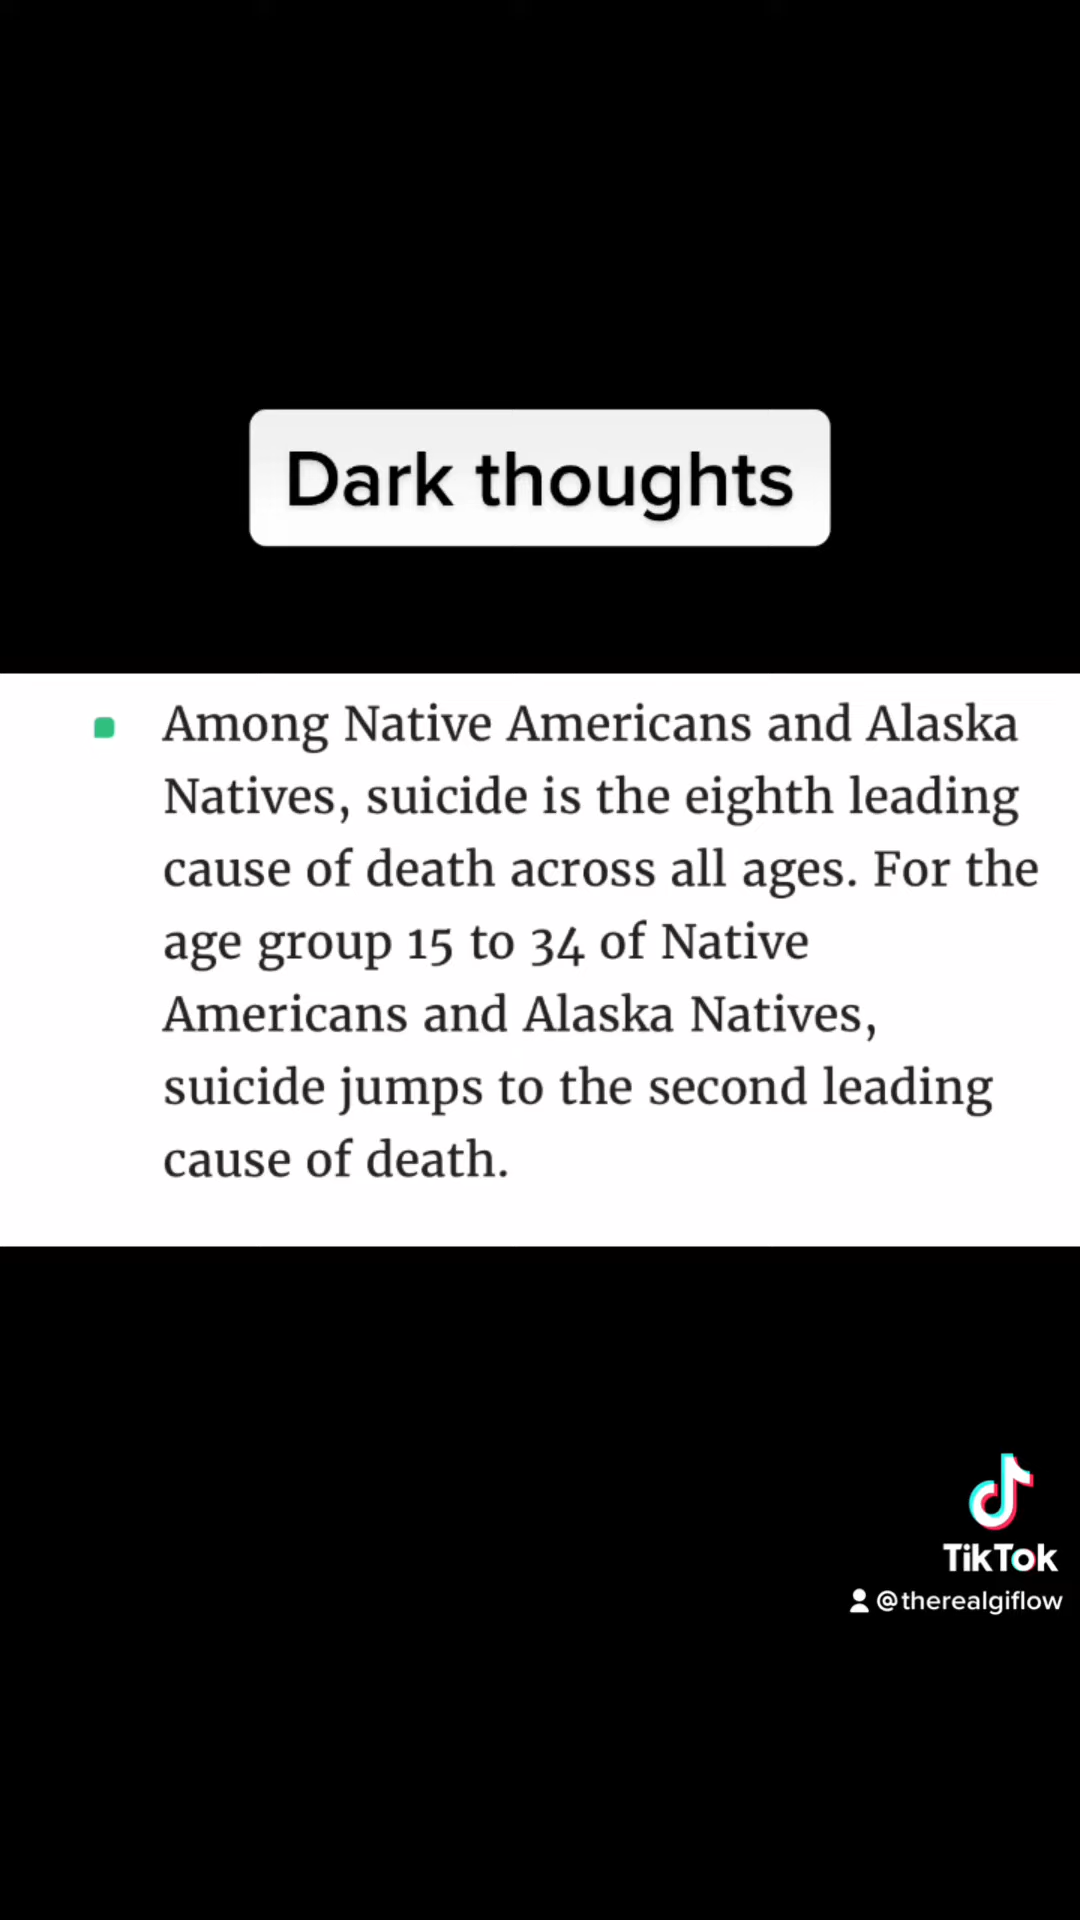 Dark thoughts
Among Native Americans and Alaska
Natives, suicide is the eighth leading
cause of death across all ages. For the
age group 15 to 34 of Native
Americans and Alaska Natives,
suicide jumps to the second leading
cause of death.
TikTok
@therealgiflow